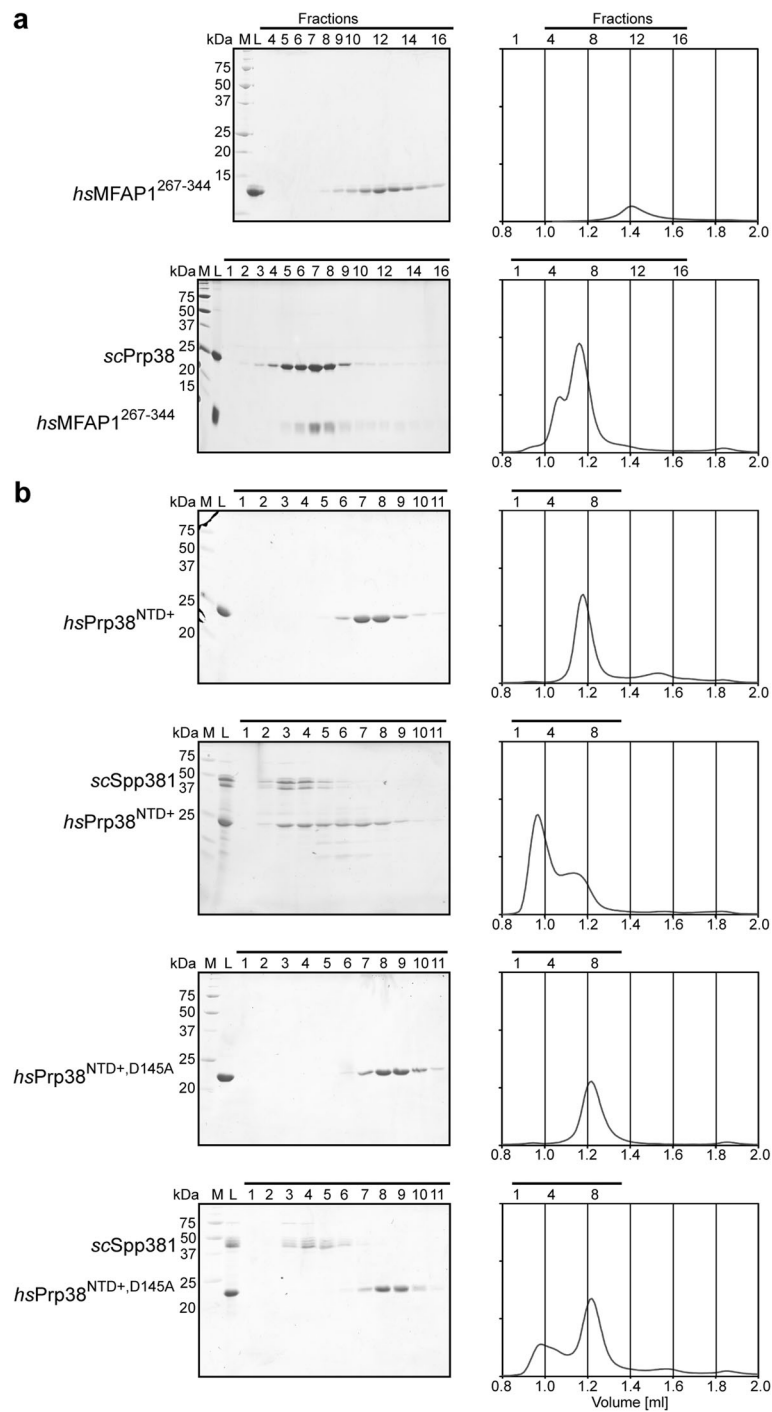 a
Fractions Fractions
kDa M L 4 5 6 7 8 9 10 12 14 16 1 4 8 12 16
75
50
37
25
20
15
hsMFAP1267-344
0.8 1.0 1.2 1.4 1.6 1.8 2.0
kDa M L 1 2 3 4 5 6 7 8 9 10 12 14 16 1 4 8 12 16
75
50
37
25
scPrp38
20
15
hsMFAP1267-344
0.8 1.0 1.2 1.4 1.6 1.8 2.0
b
kDa M L 1 2 3 4 5 6 7 8 9 10 11 1 4 8
75
50
37
25
hsPrp38NTD+
20
0.8 1.0 1.2 1.4 1.6 1.8 2.0
kDa M L 1 2 3 4 5 6 7 8 9 10 11 1 4 8
75
50
scSpp381
37
hsPrp38NTD+ 25
0.8 1.0 1.2 1.4 1.6 1.8 2.0
kDa M L 1 2 3 4 5 6 7 8 9 10 11 1 4 8
75
50
37
25
hsPrp38NTD+,D145A
20
0.8 1.0 1.2 1.4 1.6 1.8 2.0
kDa M L 1 2 3 4 5 6 7 8 9 10 11 1 4 8
75
scSpp381 50
37
25
hsPrp38NTD+,D145A
20
0.8 1.0 1.2 1.4 1.6 1.8 2.0
Volume [ml]